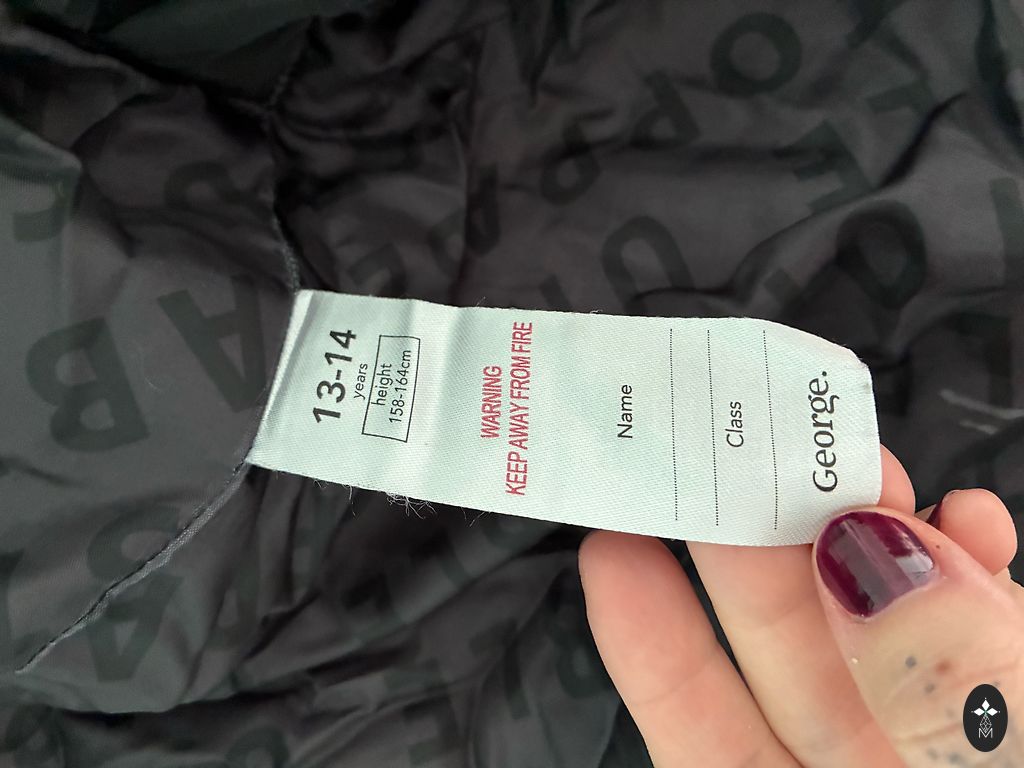 13-14
years
height
158-164cm
WARNING
KEEP AWAY FROM FIRE
Name
Class
George.
M